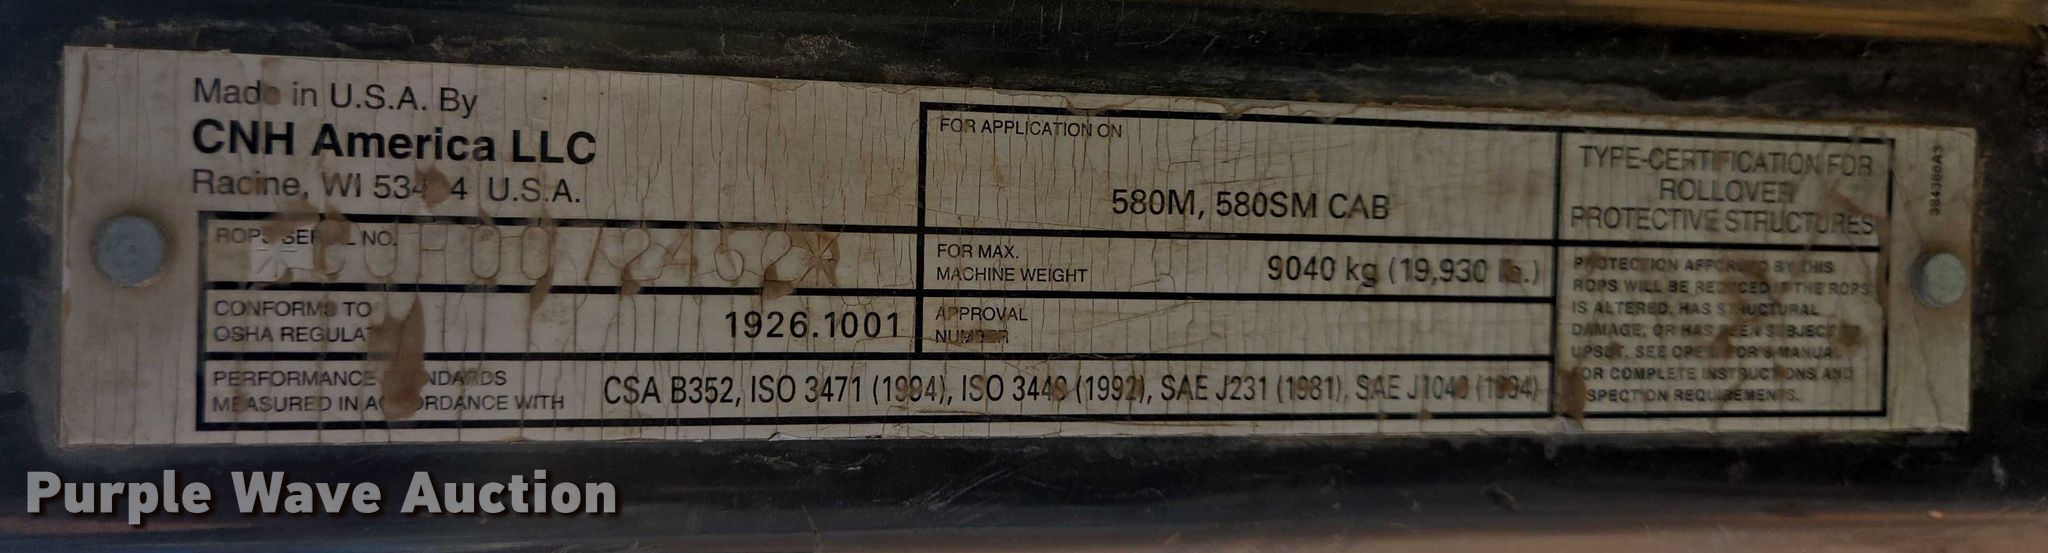 Made in U.S.A. By
CNH America LLC
Racine, WI U.S.A.
ROPS SERIAL NO.
CONFORMS TO
OSHA REGULAT
1926.1001
PERFORMANCE STANDARDS
MEASURED IN ACCORDANCE WITH
CSA B352, ISO 3471 (1994), ISO 3449 (1992), SAE J231 (1981), SAE J1040 (1994)
FOR APPLICATION ON
580M, 580SM CAB
FOR MAX.
MACHINE WEIGHT
9040 kg (19,930 lb.)
APPROVAL
NUMBER
TYPE-CERTIFICATION FOR
ROLLOVER
PROTECTIVE STRUCTURES
PROTECTION AFFORDED BY THIS
ROPS WILL BE REDUCED IF THE ROPS
IS ALTERED, HAS STRUCTURAL
DAMAGE, OR HAS BEEN SUBJECT TO
UPSET. SEE OPERATOR'S MANUAL
FOR COMPLETE INSTRUCTIONS AND
INSPECTION REQUIREMENTS.
384388A3
Purple Wave Auction